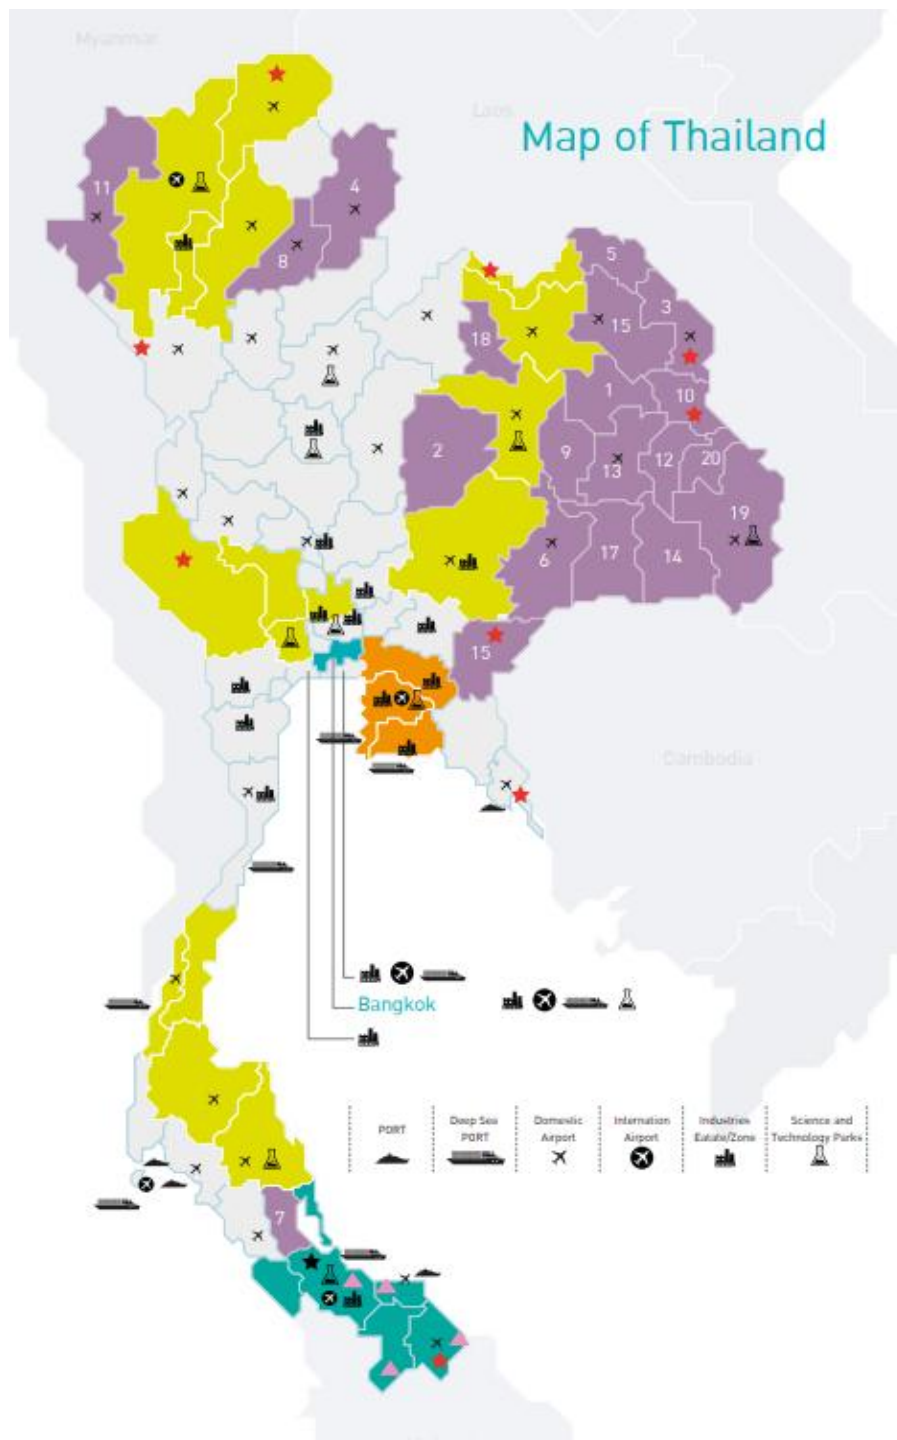 Myanmar
Laos
Map of Thailand
11
4
5
8
3
15
18
1
10
2
9
13
12
20
19
6
17
14
15
Cambodia
Bangkok
PORT
Deep Sea
PORT
Domestic
Airport
Internation
Airport
Industries
Eatate/Zone
Science and
Technology Parks
7